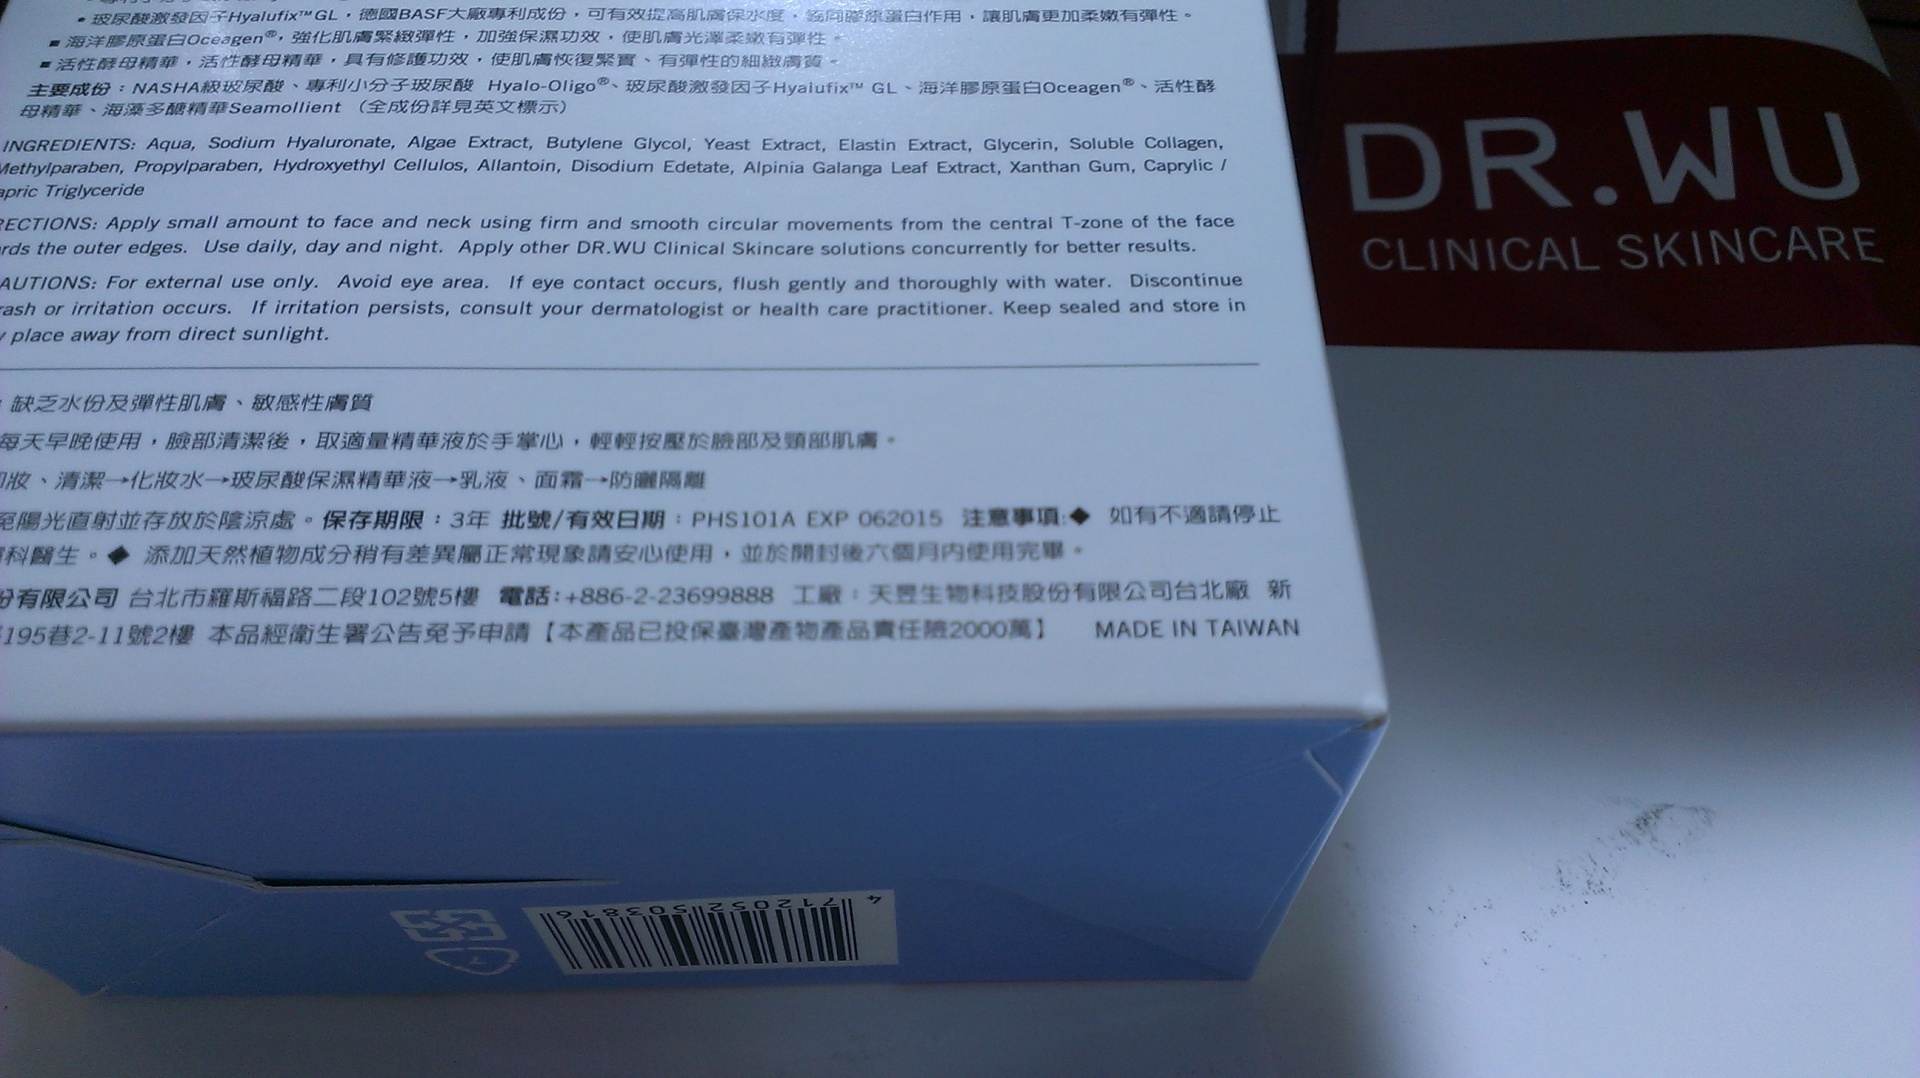 • 玻尿酸激發因子Hyalufix™GL，德國BASF大廠專利成份，可有效提高肌膚保水度，膠原蛋白作用，讓肌膚更加柔嫩有彈性。
■ 海洋膠原蛋白Oceagen®，強化肌膚緊緻彈性，加強保濕功效，使肌膚光澤柔嫩有彈性。
■ 活性酵母精華，活性酵母精華，具有修護功效，使肌膚恢復緊實、有彈性的細緻膚質。
主要成份：NASHA級玻尿酸、專利小分子玻尿酸 Hyalo-Oligo®、玻尿酸激發因子Hyalufix™ GL、海洋膠原蛋白Oceagen®、活性酵
母精華、海藻多醣精華Seamollient （全成份詳見英文標示）
INGREDIENTS: Aqua, Sodium Hyaluronate, Algae Extract, Butylene Glycol, Yeast Extract, Elastin Extract, Glycerin, Soluble Collagen,
Methylparaben, Propylparaben, Hydroxyethyl Cellulos, Allantoin, Disodium Edetate, Alpinia Galanga Leaf Extract, Xanthan Gum, Caprylic /
apric Triglyceride
RECTIONS: Apply small amount to face and neck using firm and smooth circular movements from the central T-zone of the face
rds the outer edges. Use daily, day and night. Apply other DR.WU Clinical Skincare solutions concurrently for better results.
AUTIONS: For external use only. Avoid eye area. If eye contact occurs, flush gently and thoroughly with water. Discontinue
rash or irritation occurs. If irritation persists, consult your dermatologist or health care practitioner. Keep sealed and store in
y place away from direct sunlight.
缺乏水份及彈性肌膚、敏感性膚質
每天早晚使用，臉部清潔後，取適量精華液於手掌心，輕輕按壓於臉部及頸部肌膚。
卸妝、清潔→化妝水→玻尿酸保濕精華液→乳液、面霜→防曬隔離
免陽光直射並存放於陰涼處。保存期限：3年 批號/有效日期：PHS101A EXP 062015 注意事項:◆ 如有不適請停止
膚科醫生。◆ 添加天然植物成分稍有差異屬正常現象請安心使用，並於開封後六個月內使用完畢。
份有限公司 台北市羅斯福路二段102號5樓 電話:+886-2-23699888 工廠：天昱生物科技股份有限公司台北廠 新
195巷2-11號2樓 本品經衛生署公告免予申請【本產品已投保臺灣產物產品責任險2000萬】 MADE IN TAIWAN
4 712052 503816
DR.WU
CLINICAL SKINCARE